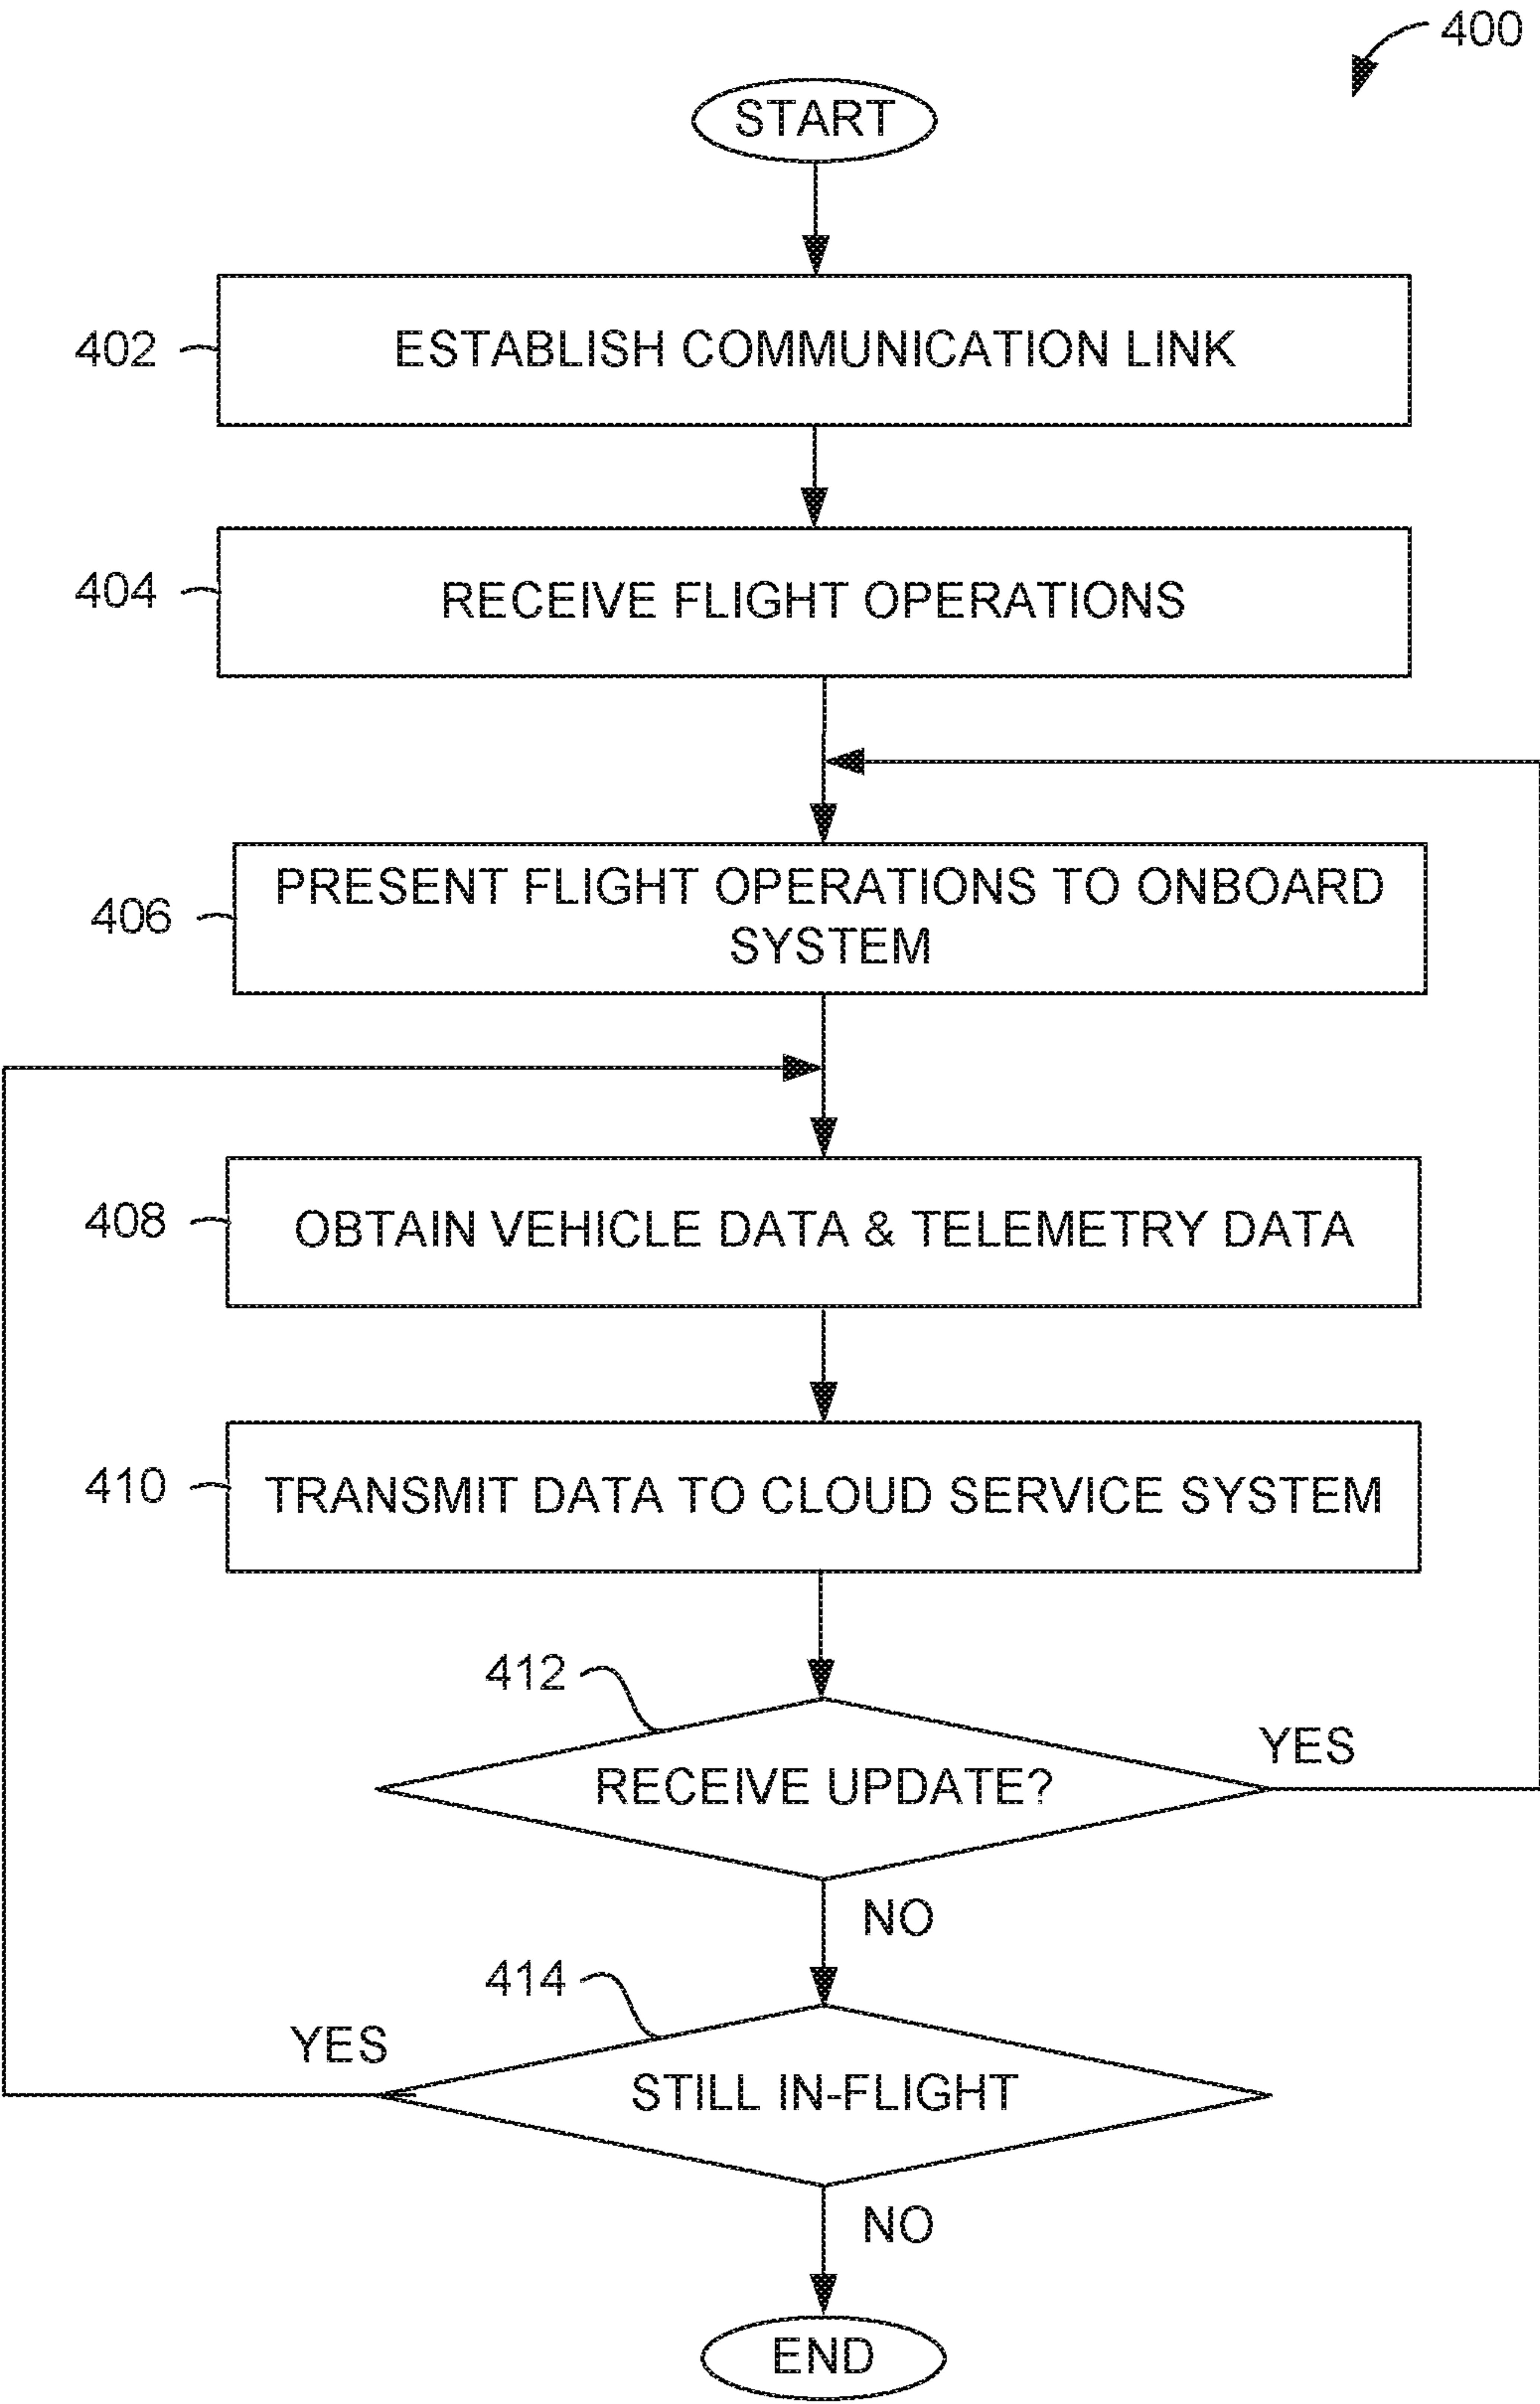 400
START
402
ESTABLISH COMMUNICATION LINK
404
RECEIVE FLIGHT OPERATIONS
406
PRESENT FLIGHT OPERATIONS TO ONBOARD
SYSTEM
408
OBTAIN VEHICLE DATA & TELEMETRY DATA
410
TRANSMIT DATA TO CLOUD SERVICE SYSTEM
412
RECEIVE UPDATE?
YES
NO
414
YES
STILL IN-FLIGHT
NO
END